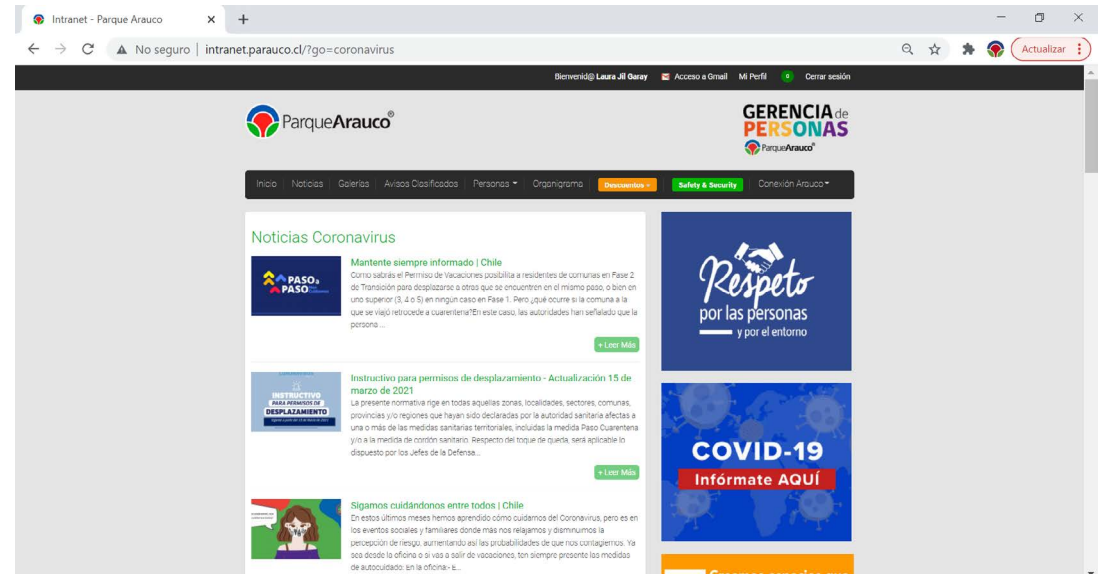 Intranet - Parque Arauco
No seguro | intranet.parauco.cl/?go=coronavirus
Actualizar
Bienvenid@ Laura Jil Garay Acceso a Gmail Mi Perfil 0 Cerrar sesión
ParqueArauco®
GERENCIA de
PERSONAS
ParqueArauco®
Inicio Noticias Galerías Avisos Clasificados Personas Organigrama Descuentos Safety & Security Conexión Arauco
Noticias Coronavirus
PASO a
PASO
Mantente siempre informado | Chile
Como sabrás el Permiso de Vacaciones posibilita a residentes de comunas en Fase 2
de Transición para desplazarse a otras que se encuentren en el mismo paso, o bien en
uno superior (3, 4 o 5) en ningún caso en Fase 1. Pero ¿qué ocurre si la comuna a la
que se viajó retrocede a cuarentena?En este caso, las autoridades han señalado que la
persona ...
+ Leer Más
INSTRUCTIVO
PARA PERMISOS DE
DESPLAZAMIENTO
Instructivo para permisos de desplazamiento - Actualización 15 de
marzo de 2021
La presente normativa rige en todas aquellas zonas, localidades, sectores, comunas,
provincias y/o regiones que hayan sido declaradas por la autoridad sanitaria afectas a
una o más de las medidas sanitarias territoriales, incluidas la medida Paso Cuarentena
y/o a la medida de cordón sanitario. Respecto del toque de queda, será aplicable lo
dispuesto por los Jefes de la Defensa...
+ Leer Más
Sigamos cuidándonos entre todos | Chile
En estos últimos meses hemos aprendido cómo cuidarnos del Coronavirus, pero es en
los eventos sociales y familiares donde más nos relajamos y disminuimos la
percepción de riesgo, aumentando así las probabilidades de que nos contagiemos. Ya
sea desde la oficina o si vas a salir de vacaciones, ten siempre presente las medidas
de autocuidado: En la oficina:- E...
Respeto
por las personas
y por el entorno
COVID-19
Infórmate AQUÍ